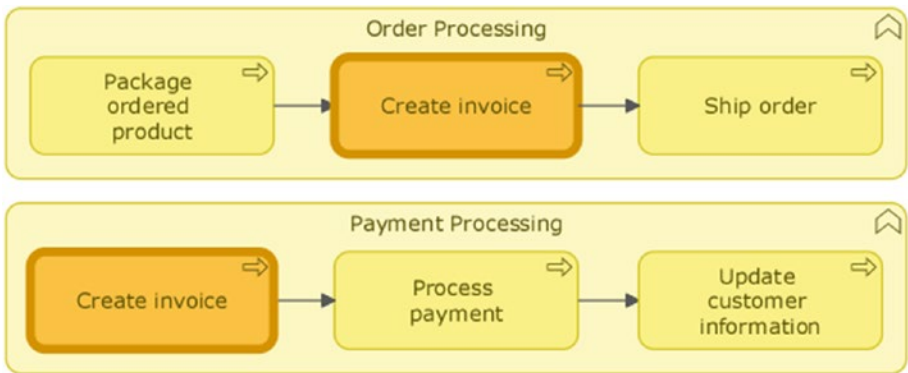 Order Processing
Package
ordered
product
Create invoice
Ship order
Payment Processing
Create invoice
Process
payment
Update
customer
information